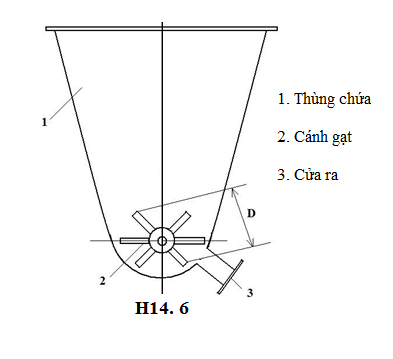 1. Thùng chứa
1
2. Cánh gạt
3. Cửa ra
D
2
3
H14. 6